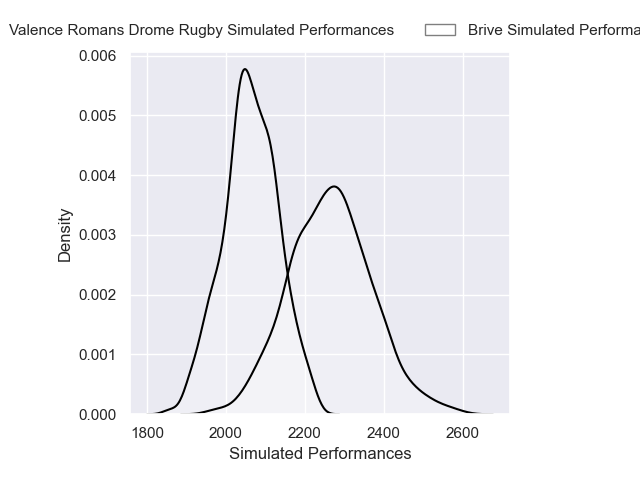 Valence Romans Drome Rugby Simulated Performances
Brive Simulated Performa
0.006
0.005
0.004
0.003
0.002
0.001
0.000
Density
1800 2000 2200 2400 2600
Simulated Performances